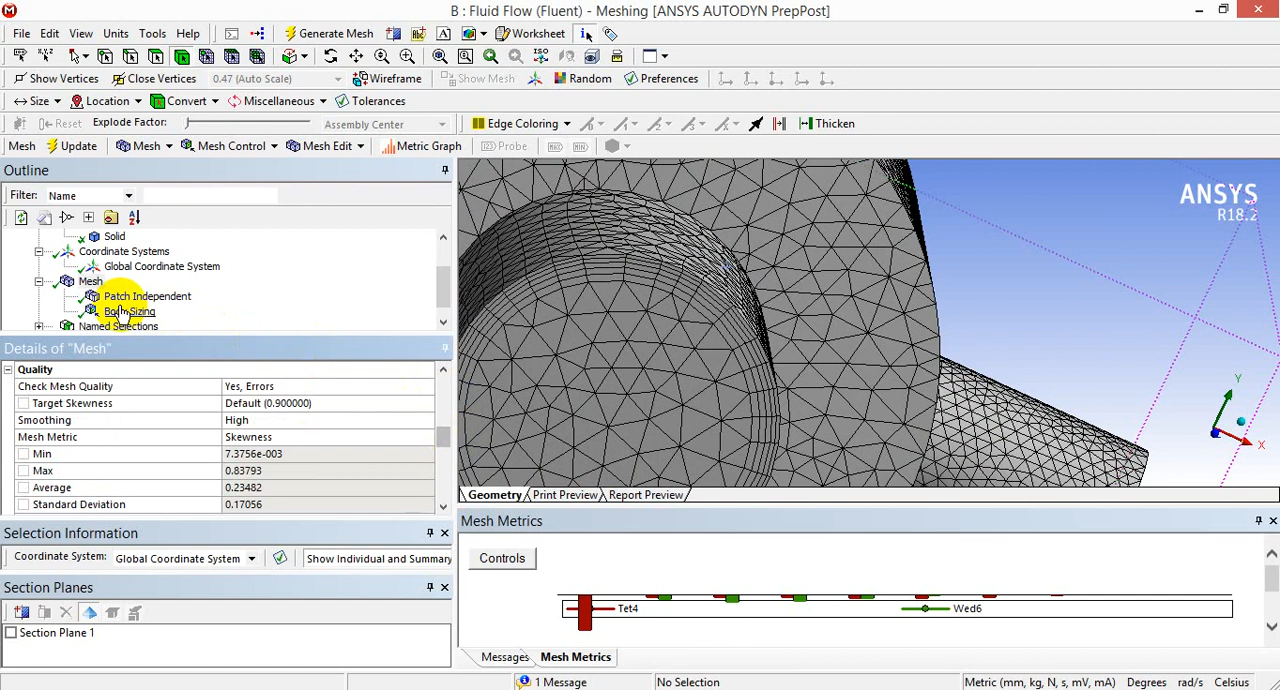 B : Fluid Flow (Fluent) - Meshing [ANSYS AUTODYN PrepPost]
File Edit View Units Tools Help Generate Mesh A Worksheet i
Show Vertices Close Vertices 0.47 (Auto Scale) Wireframe Show Mesh Random Preferences
Size Location Convert Miscellaneous Tolerances
Reset Explode Factor: Assembly Center Edge Coloring Thicken
Mesh Update Mesh Mesh Control Mesh Edit Metric Graph Probe MAX MIN
Outline
Filter: Name
Solid
Coordinate Systems
Global Coordinate System
Mesh
Patch Independent
Body Sizing
Named Selections
Details of "Mesh"
Quality
Check Mesh Quality Yes, Errors
Target Skewness Default (0.900000)
Smoothing High
Mesh Metric Skewness
Min 7.3756e-003
Max 0.83793
Average 0.23482
Standard Deviation 0.17056
Selection Information
Coordinate System: Global Coordinate System Show Individual and Summary
Section Planes
Section Plane 1
ANSYS
R18.2
Y
X
Geometry Print Preview Report Preview
Mesh Metrics
Controls
Tet4 Wed6
Messages Mesh Metrics
1 Message No Selection Metric (mm, kg, N, s, mV, mA) Degrees rad/s Celsius